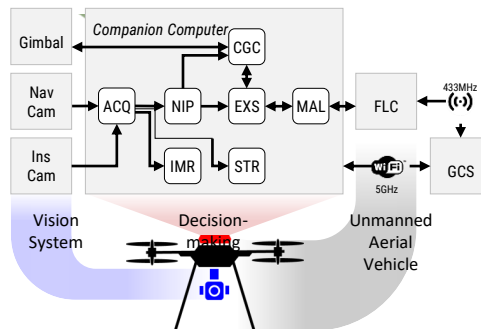 Gimbal
Companion Computer
CGC
Nav
Cam
ACQ
NIP
EXS
MAL
FLC
433MHz
Ins
Cam
IMR
STR
WiFi
5GHz
GCS
Vision
System
Decision-
making
Unmanned
Aerial
Vehicle